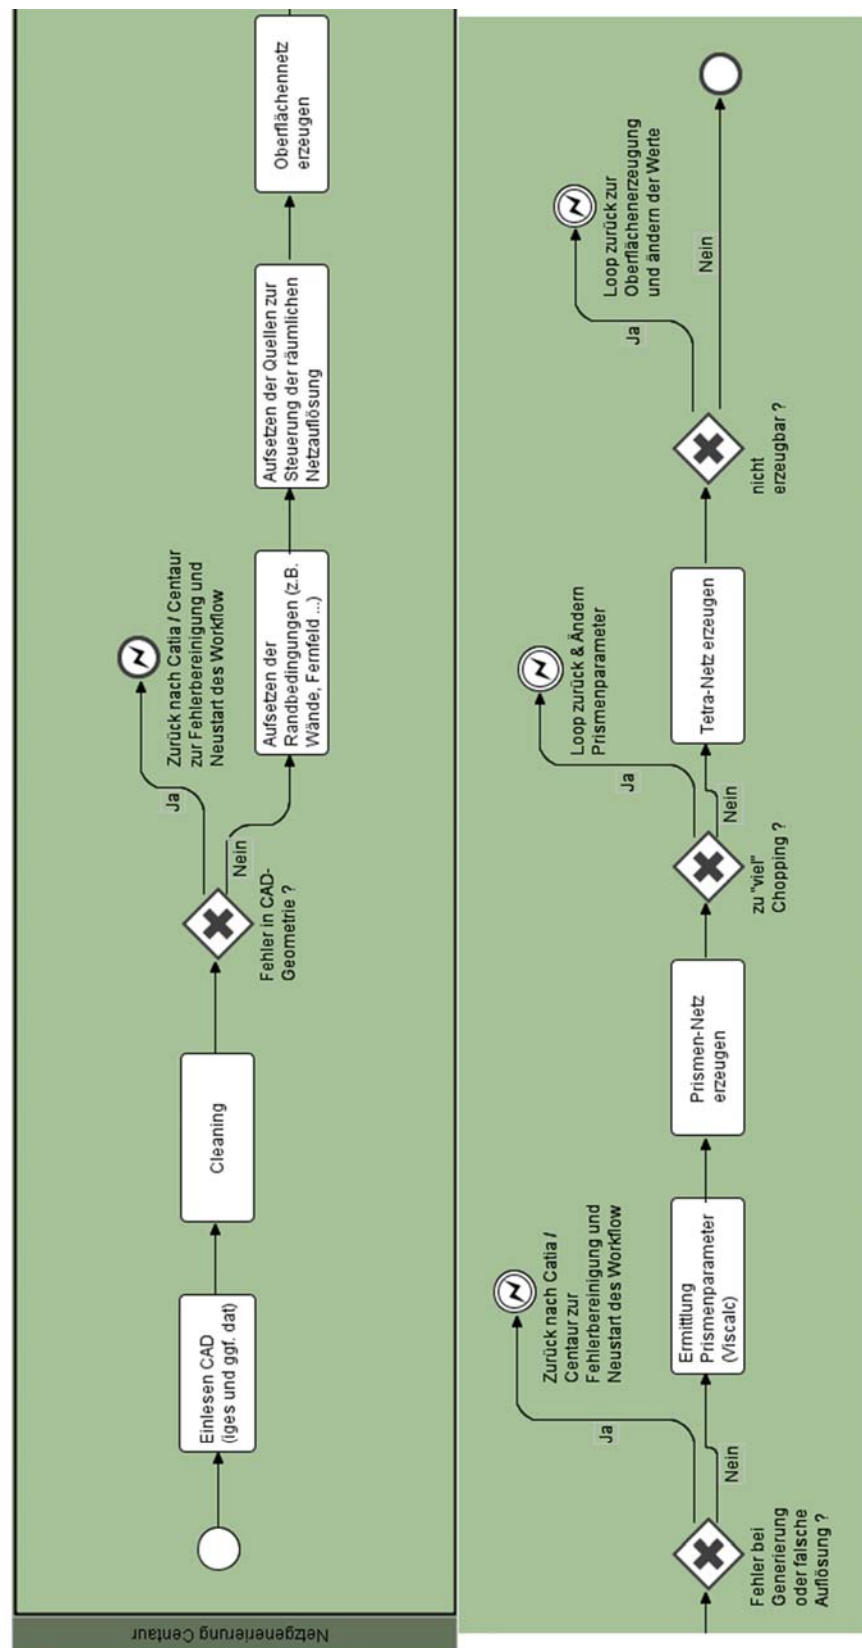 Netzgenerierung Centaur
Einlesen CAD
(iges und ggf. dat)
Cleaning
Fehler in CAD-
Geometrie ?
Ja
Zurück nach Catia / Centaur
zur Fehlerbereinigung und
Neustart des Workflow
Nein
Aufsetzen der
Randbedingungen (z.B.
Wände, Fernfeld ...)
Aufsetzen der Quellen zur
Steuerung der räumlichen
Netzauflösung
Oberflächennetz
erzeugen
Fehler bei
Generierung
oder falsche
Auflösung ?
Ja
Zurück nach Catia /
Centaur zur
Fehlerbereinigung und
Neustart des Workflow
Nein
Ermittlung
Prismenparameter
(Viscalc)
Prismen-Netz
erzeugen
zu "viel"
Chopping ?
Ja
Loop zurück & Ändern
Prismenparameter
Nein
Tetra-Netz erzeugen
nicht
erzeugbar ?
Ja
Loop zurück zur
Oberflächenerzeugung
und ändern der Werte
Nein